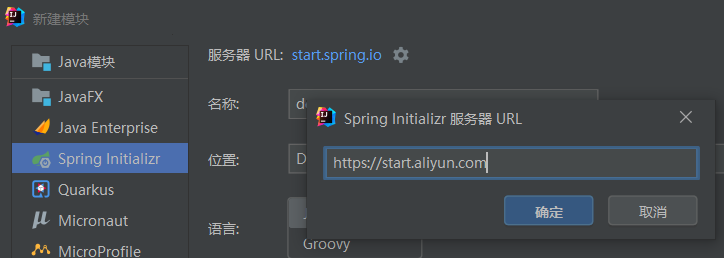 新建模块
Java模块
JavaFX
Java Enterprise
Spring Initializr
Quarkus
Micronaut
MicroProfile
服务器 URL: start.spring.io
名称:
de
位置:
D
语言:
Groovy
Spring Initializr 服务器 URL
https://start.aliyun.com
确定
取消